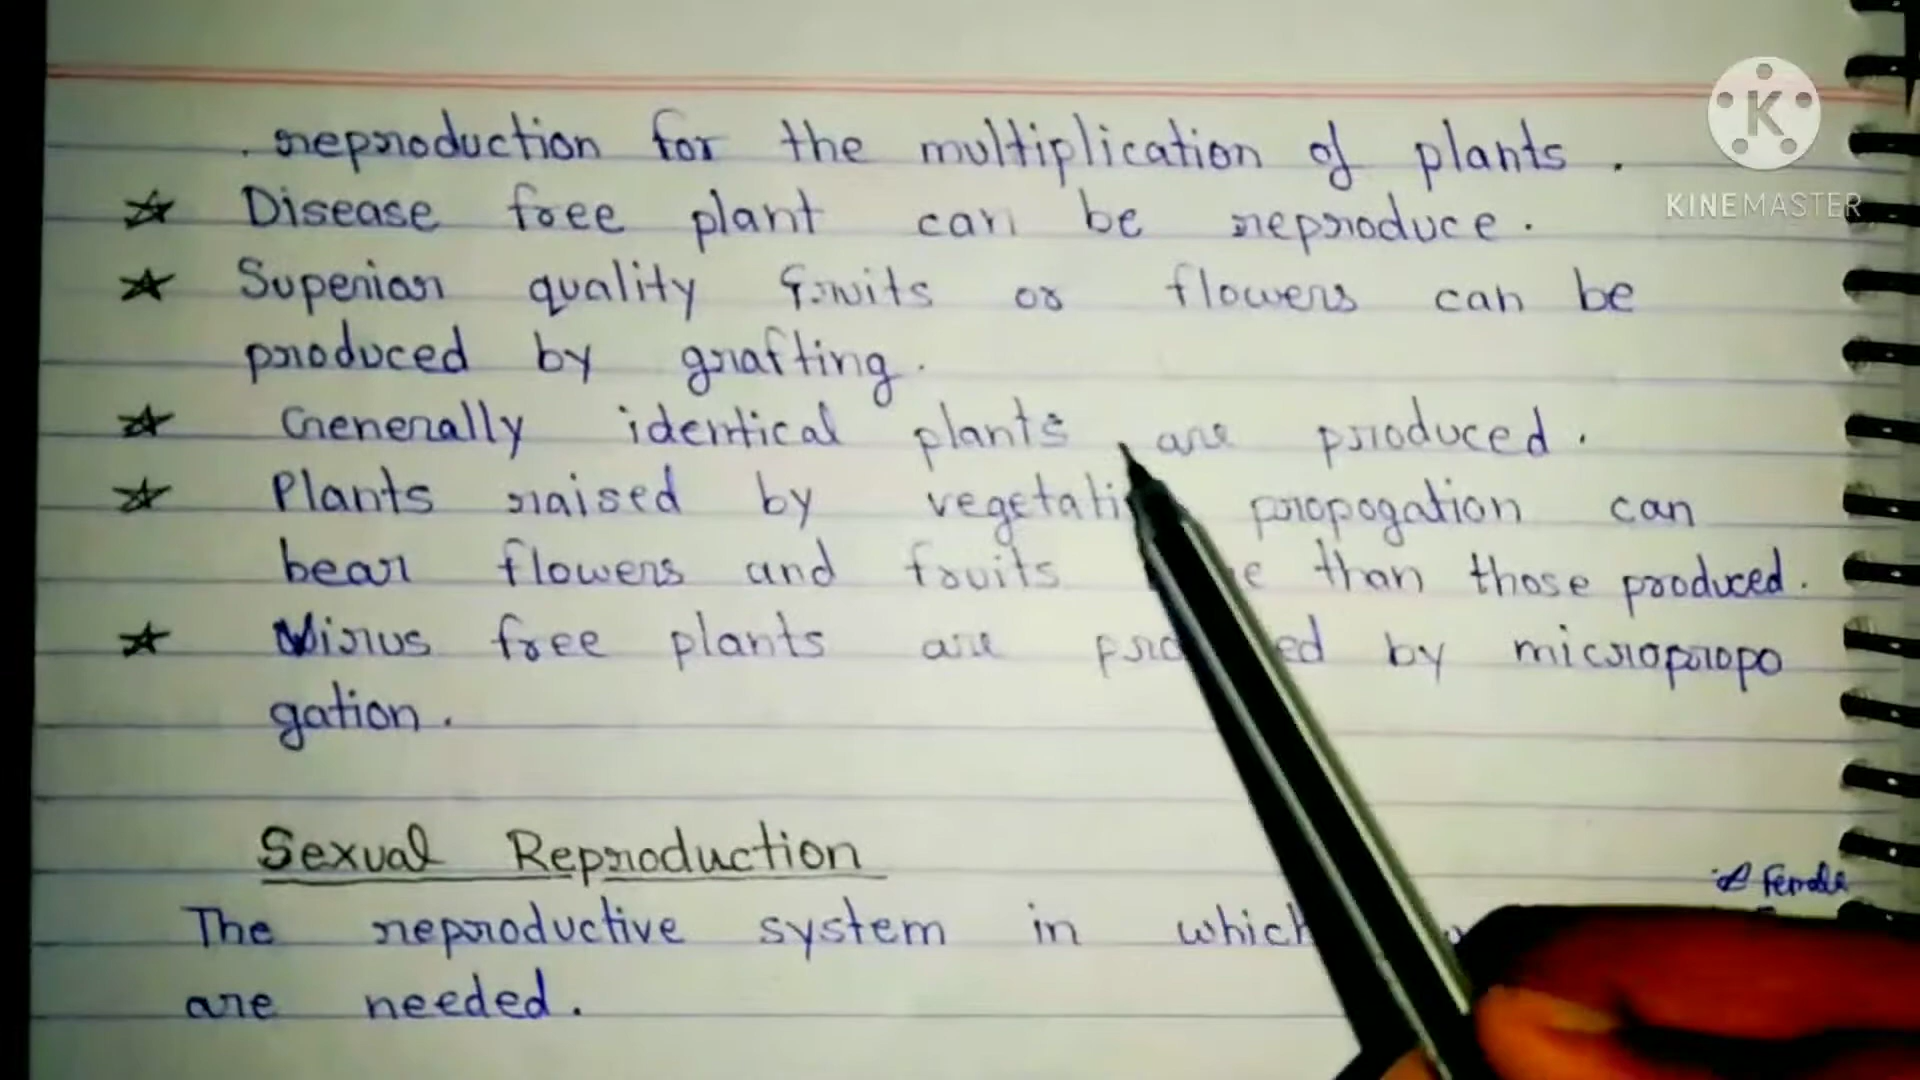 reproduction for the multiplication of plants .
K
☆ Disease free plant can be reproduce .
KINEMASTER
☆ Superior quality fruits or flowers can be
produced by grafting .
☆ Generally identical plants are produced .
☆ Plants raised by propogation can
bear flowers and fruits than those produced .
☆ Virus free plants are by micropropo
gation .
Sexual Reproduction
Female
The reproductive system in which
are needed .